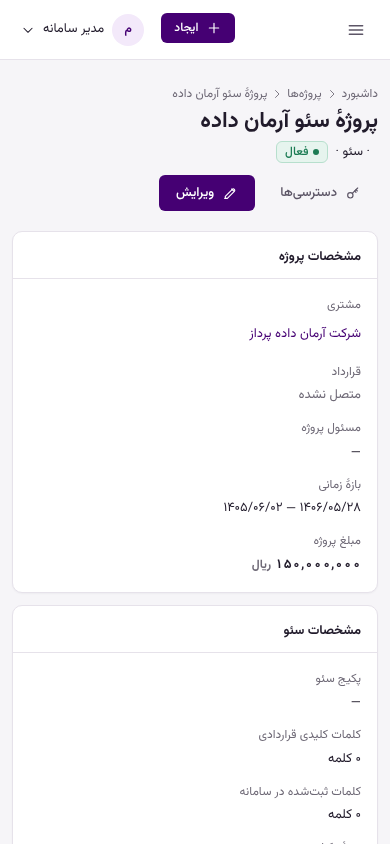 ایجاد
م
مدیر سامانه
داشبورد > پروژه‌ها > پروژهٔ سئو آرمان داده
پروژهٔ سئو آرمان داده
· سئو ·
فعال
دسترسی‌ها
ویرایش
مشخصات پروژه
مشتری
شرکت آرمان داده پرداز
قرارداد
متصل نشده
مسئول پروژه
—
بازهٔ زمانی
۱۴۰۵/۰۶/۰۲ — ۱۴۰۶/۰۵/۲۸
مبلغ پروژه
۱۵۰,۰۰۰,۰۰۰ ریال
مشخصات سئو
پکیج سئو
—
کلمات کلیدی قراردادی
۰ کلمه
کلمات ثبت‌شده در سامانه
۰ کلمه